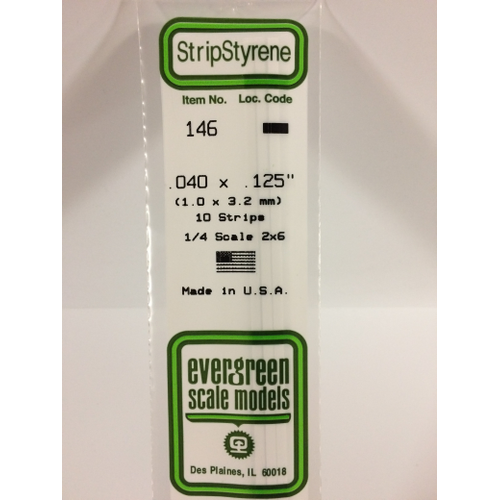 StripStyrene
Item No. Loc. Code
146
.040 x .125"
(1.0 x 3.2 mm)
10 Strips
1/4 Scale 2x6
Made in U.S.A.
evergreen
scale models
Des Plaines, IL 60018